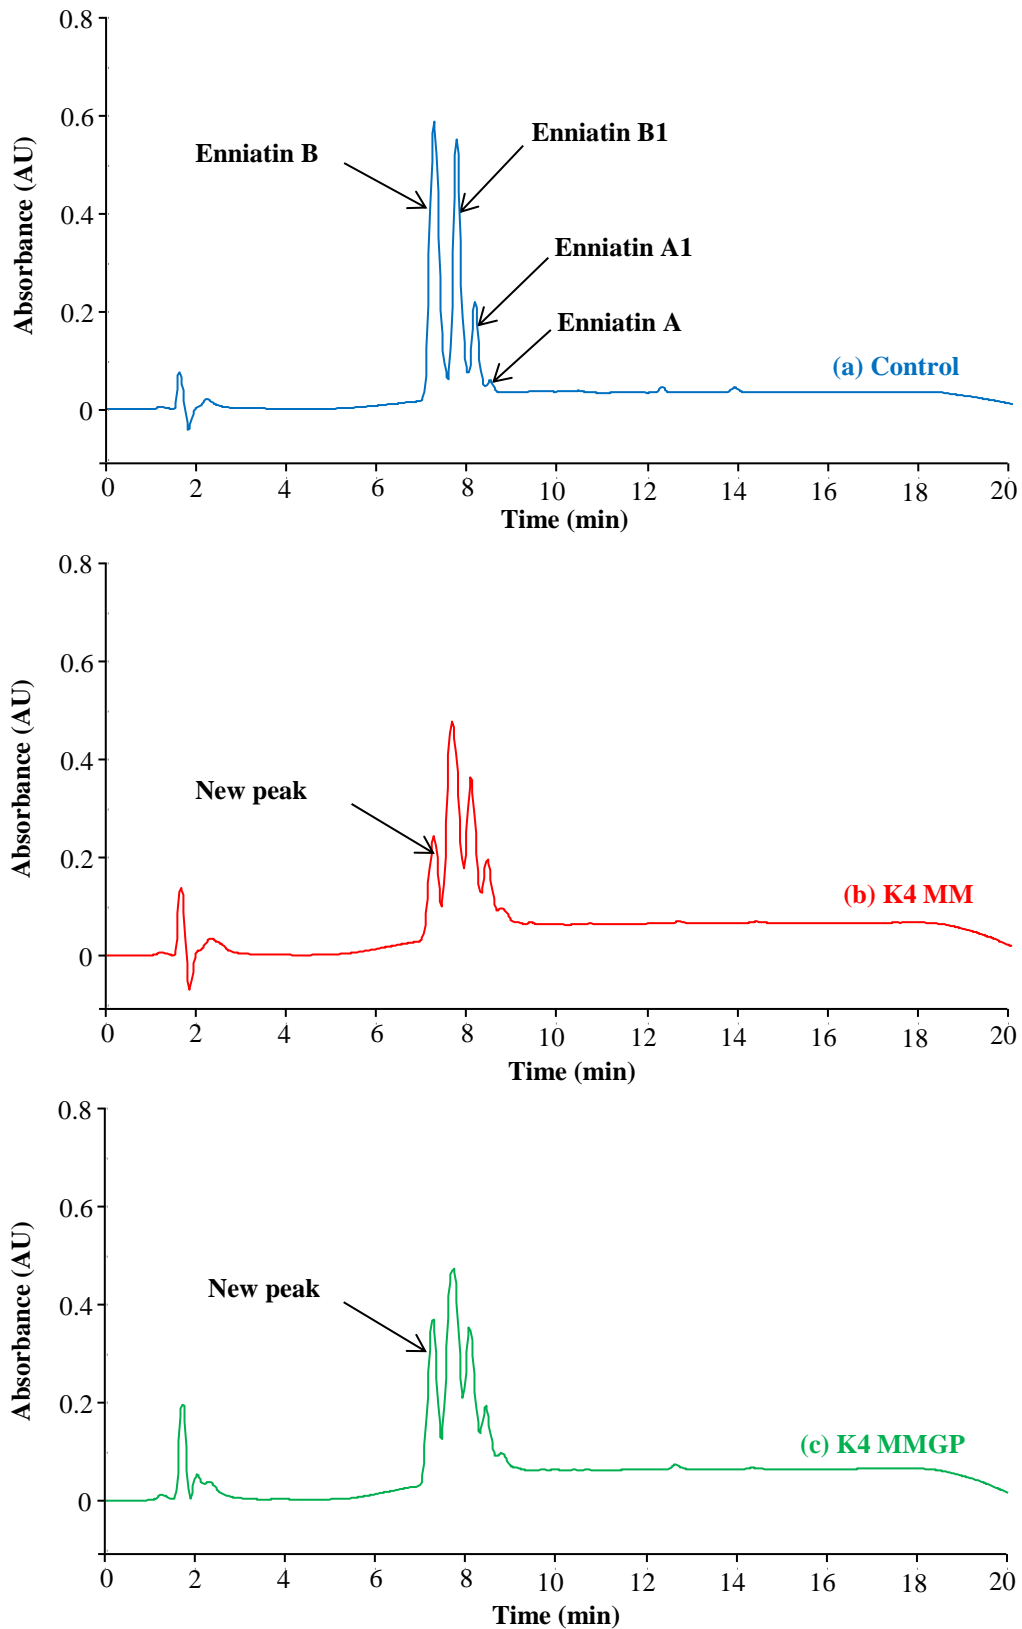 0.8
0.6
Enniatin B
Enniatin B1
0.4
Enniatin A1
0.2
Enniatin A
(a) Control
0
Absorbance (AU)
0 2 4 6 8 10 12 14 16 18 20
Time (min)
0.8
0.6
0.4
New peak
0.2
(b) K4 MM
0
Absorbance (AU)
0 2 4 6 8 10 12 14 16 18 20
Time (min)
0.8
0.6
0.4
New peak
0.2
(c) K4 MMGP
0
Absorbance (AU)
0 2 4 6 8 10 12 14 16 18 20
Time (min)